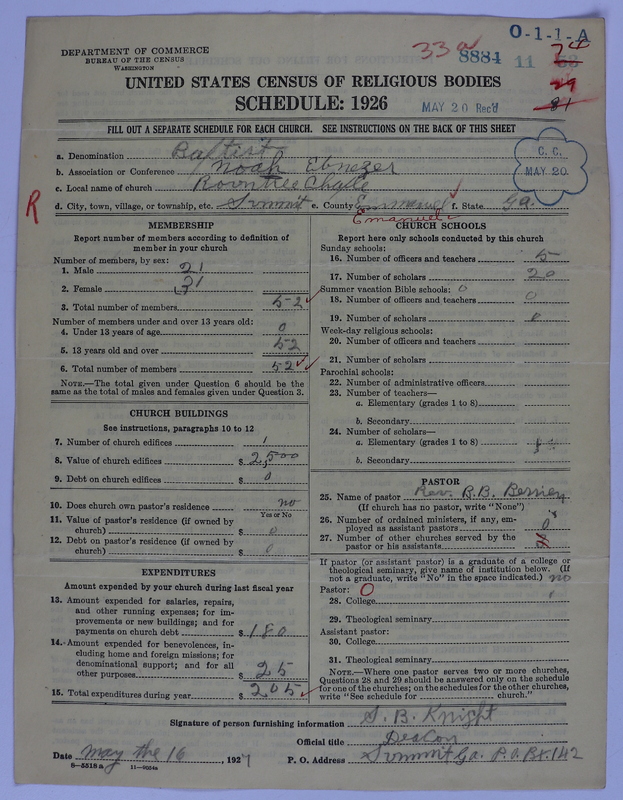 O-1-1-A
33a 8884 11
74
29
81
DEPARTMENT OF COMMERCE
BUREAU OF THE CENSUS
WASHINGTON
UNITED STATES CENSUS OF RELIGIOUS BODIES
SCHEDULE: 1926
MAY 20 Rec'd
FILL OUT A SEPARATE SCHEDULE FOR EACH CHURCH. SEE INSTRUCTIONS ON THE BACK OF THIS SHEET
a. Denomination Baptist
b. Association or Conference Noah Ebnezer
c. Local name of church Rowntree Chaple
C. C.
MAY 20.
d. City, town, village, or township, etc. Summit e. County Emmanuel f. State Ga.
Emanuel
R
MEMBERSHIP
Report number of members according to definition of
member in your church
Number of members, by sex:
1. Male 21
2. Female 31
3. Total number of members 52
Number of members under and over 13 years old:
4. Under 13 years of age 0
5. 13 years old and over 52
6. Total number of members 52
NOTE.—The total given under Question 6 should be the
same as the total of males and females given under Question 3.
CHURCH BUILDINGS
See instructions, paragraphs 10 to 12
7. Number of church edifices 1
8. Value of church edifices $ 2,500
9. Debt on church edifices $ 0
10. Does church own pastor's residence no
Yes or No
11. Value of pastor's residence (if owned by
church) $ 0
12. Debt on pastor's residence (if owned by
church) $ 0
EXPENDITURES
Amount expended by your church during last fiscal year
13. Amount expended for salaries, repairs,
and other running expenses; for im-
provements or new buildings; and for
payments on church debt $ 180
14. Amount expended for benevolences, in-
cluding home and foreign missions; for
denominational support; and for all
other purposes $ 25
15. Total expenditures during year $ 205
CHURCH SCHOOLS
Report here only schools conducted by this church
Sunday schools:
16. Number of officers and teachers 5
17. Number of scholars 20
Summer vacation Bible schools: 0
18. Number of officers and teachers 0
19. Number of scholars 0
Week-day religious schools:
20. Number of officers and teachers
21. Number of scholars
Parochial schools:
22. Number of administrative officers
23. Number of teachers—
a. Elementary (grades 1 to 8)
b. Secondary
24. Number of scholars—
a. Elementary (grades 1 to 8)
b. Secondary
PASTOR
25. Name of pastor Rev. B.B. Berrien
(If church has no pastor, write "None")
26. Number of ordained ministers, if any, em-
ployed as assistant pastors 0
27. Number of other churches served by the
pastor or his assistants
If pastor (or assistant pastor) is a graduate of a college or
theological seminary, give name of institution below. (If
not a graduate, write "No" in the space indicated.) no
Pastor: 0
28. College
29. Theological seminary
Assistant pastor:
30. College
31. Theological seminary
NOTE.—Where one pastor serves two or more churches,
Questions 28 and 29 should be answered only on the schedule
for one of the churches; on the schedules for the other churches,
write "See schedule for church."
Signature of person furnishing information S. B. Knight
Official title Deacon
Date May the 16, 1927 P. O. Address Summit Ga. P.O. Bx. 142
8-5518a 11-9054a